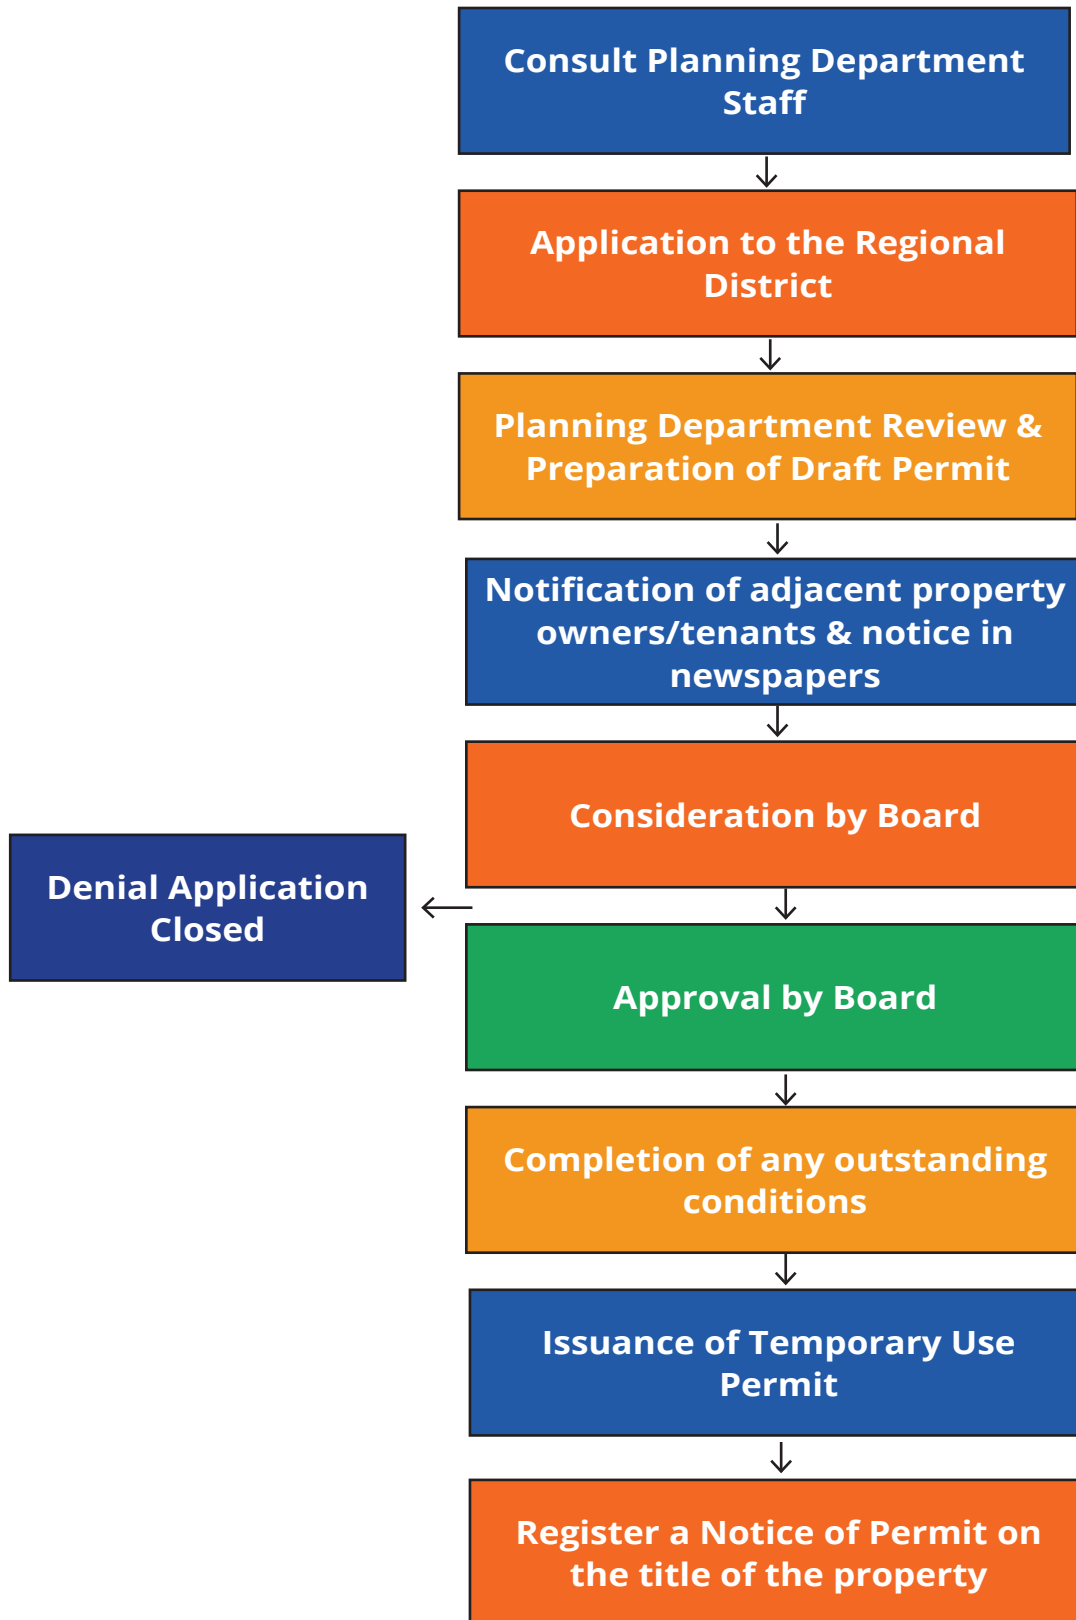 Consult Planning Department
Staff
Application to the Regional
District
Planning Department Review &
Preparation of Draft Permit
Notification of adjacent property
owners/tenants & notice in
newspapers
Consideration by Board
Denial Application
Closed
Approval by Board
Completion of any outstanding
conditions
Issuance of Temporary Use
Permit
Register a Notice of Permit on
the title of the property